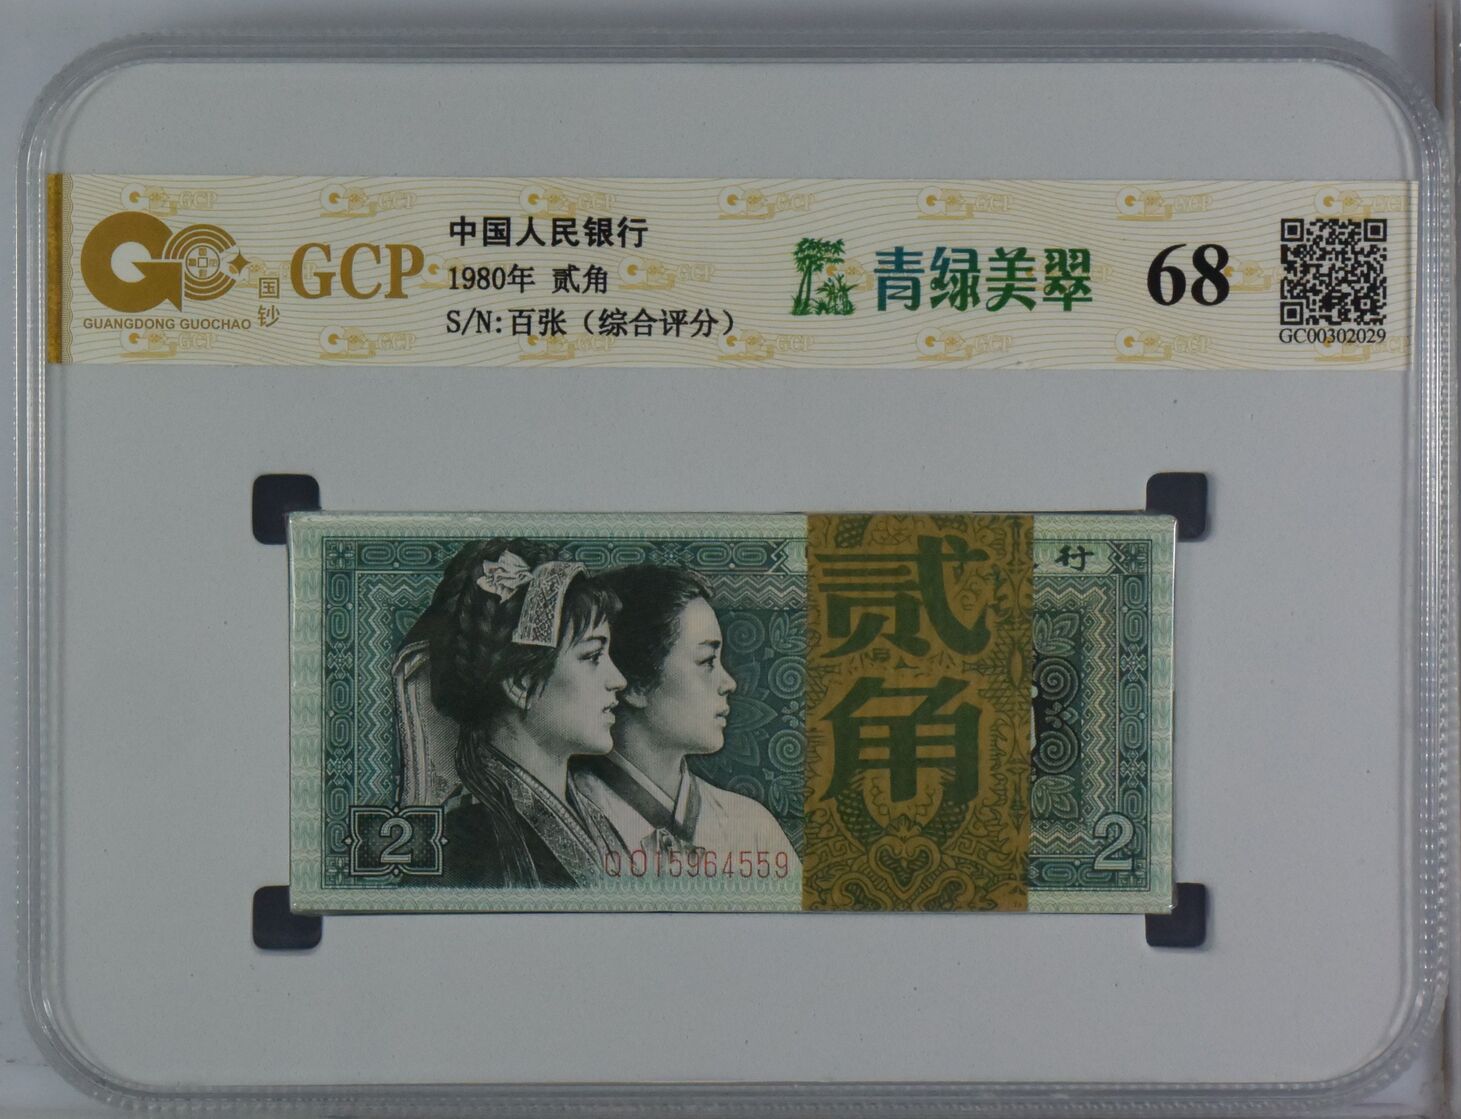 GCP
GUANGDONG GUOCHAO
国钞
中国人民银行
1980年 贰角
S/N:百张（综合评分）
青绿美翠
68
GC00302029
行
贰
角
2
QO15964559
2